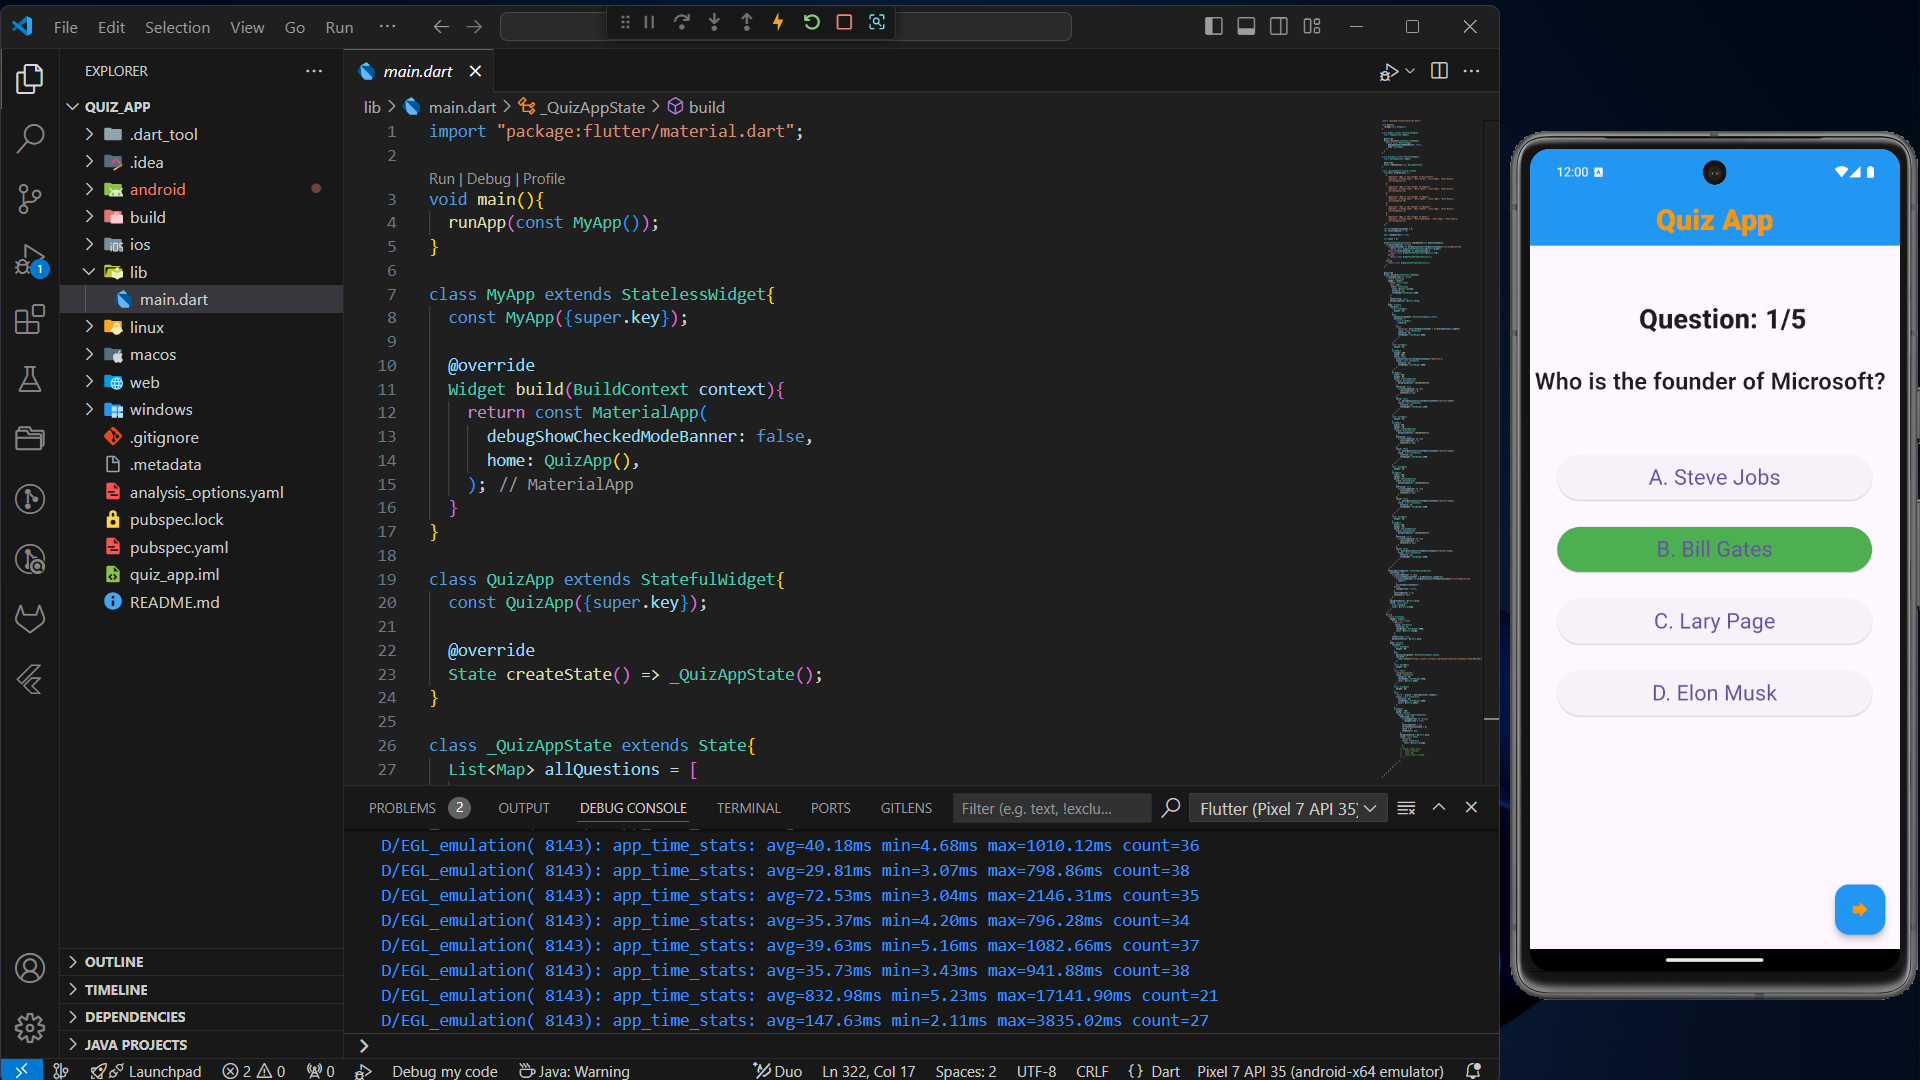 File Edit Selection View Go Run ···
EXPLORER
QUIZ_APP
.dart_tool
.idea
android
build
ios
lib
main.dart
linux
macos
web
windows
.gitignore
.metadata
analysis_options.yaml
pubspec.lock
pubspec.yaml
quiz_app.iml
README.md
OUTLINE
TIMELINE
DEPENDENCIES
JAVA PROJECTS
main.dart
lib > main.dart > _QuizAppState > build
1 import "package:flutter/material.dart";
2
Run | Debug | Profile
3 void main(){
4 runApp(const MyApp());
5 }
6
7 class MyApp extends StatelessWidget{
8 const MyApp({super.key});
9
10 @override
11 Widget build(BuildContext context){
12 return const MaterialApp(
13 debugShowCheckedModeBanner: false,
14 home: QuizApp(),
15 ); // MaterialApp
16 }
17 }
18
19 class QuizApp extends StatefulWidget{
20 const QuizApp({super.key});
21
22 @override
23 State createState() => _QuizAppState();
24 }
25
26 class _QuizAppState extends State{
27 List<Map> allQuestions = [
PROBLEMS 2 OUTPUT DEBUG CONSOLE TERMINAL PORTS GITLENS Filter (e.g. text, !exclu... Flutter (Pixel 7 API 35)
D/EGL_emulation( 8143): app_time_stats: avg=40.18ms min=4.68ms max=1010.12ms count=36
D/EGL_emulation( 8143): app_time_stats: avg=29.81ms min=3.07ms max=798.86ms count=38
D/EGL_emulation( 8143): app_time_stats: avg=72.53ms min=3.04ms max=2146.31ms count=35
D/EGL_emulation( 8143): app_time_stats: avg=35.37ms min=4.20ms max=796.28ms count=34
D/EGL_emulation( 8143): app_time_stats: avg=39.63ms min=5.16ms max=1082.66ms count=37
D/EGL_emulation( 8143): app_time_stats: avg=35.73ms min=3.43ms max=941.88ms count=38
D/EGL_emulation( 8143): app_time_stats: avg=832.98ms min=5.23ms max=17141.90ms count=21
D/EGL_emulation( 8143): app_time_stats: avg=147.63ms min=2.11ms max=3835.02ms count=27
>
1
Launchpad 2 0 0 Debug my code Java: Warning Duo Ln 322, Col 17 Spaces: 2 UTF-8 CRLF {} Dart Pixel 7 API 35 (android-x64 emulator)
12:00
Quiz App
Question: 1/5
Who is the founder of Microsoft?
A. Steve Jobs
B. Bill Gates
C. Lary Page
D. Elon Musk